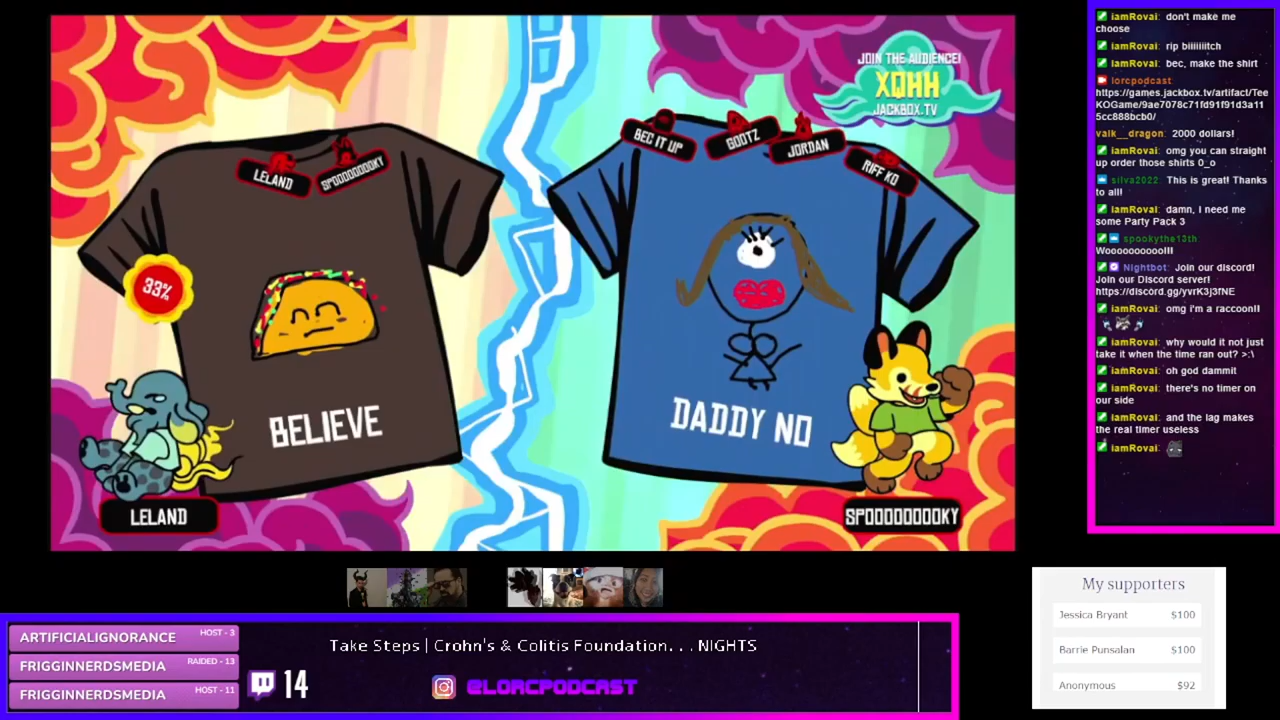 JOIN THE AUDIENCE!
XQHH
JACKBOX.TV
LELAND
SPOOOOOOOKY
BEC IT UP
GOOTZ
JORDAN
RIFF KO
33%
BELIEVE
DADDY NO
LELAND
SPOOOOOOOKY
iamRovai: don't make me
choose
iamRovai: rip biiiiiiitch
iamRovai: bec, make the shirt
lorcpodcast:
https://games.jackbox.tv/artifact/Tee
KOGame/9ae7078c71fd91f91d3a11
5cc888bcb0/
valk__dragon: 2000 dollars!
iamRovai: omg you can straight
up order those shirts 0_o
silva2022: This is great! Thanks
to all!
iamRovai: damn, I need me
some Party Pack 3
spookythe13th:
Woooooooooo!!!
Nightbot: Join our discord!
Join our Discord server!
https://discord.gg/yvrK3j3fNE
iamRovai: omg i'm a raccoon!!
iamRovai: why would it not just
take it when the time ran out? >:\
iamRovai: oh god dammit
iamRovai: there's no timer on
our side
iamRovai: and the lag makes
the real timer useless
iamRovai:
My supporters
Jessica Bryant $100
Barrie Punsalan $100
Anonymous $92
ARTIFICIALIGNORANCE HOST - 3
FRIGGINNERDSMEDIA RAIDED - 13
FRIGGINNERDSMEDIA HOST - 11
14
Take Steps | Crohn's & Colitis Foundation. . . NIGHTS
@LORCPODCAST